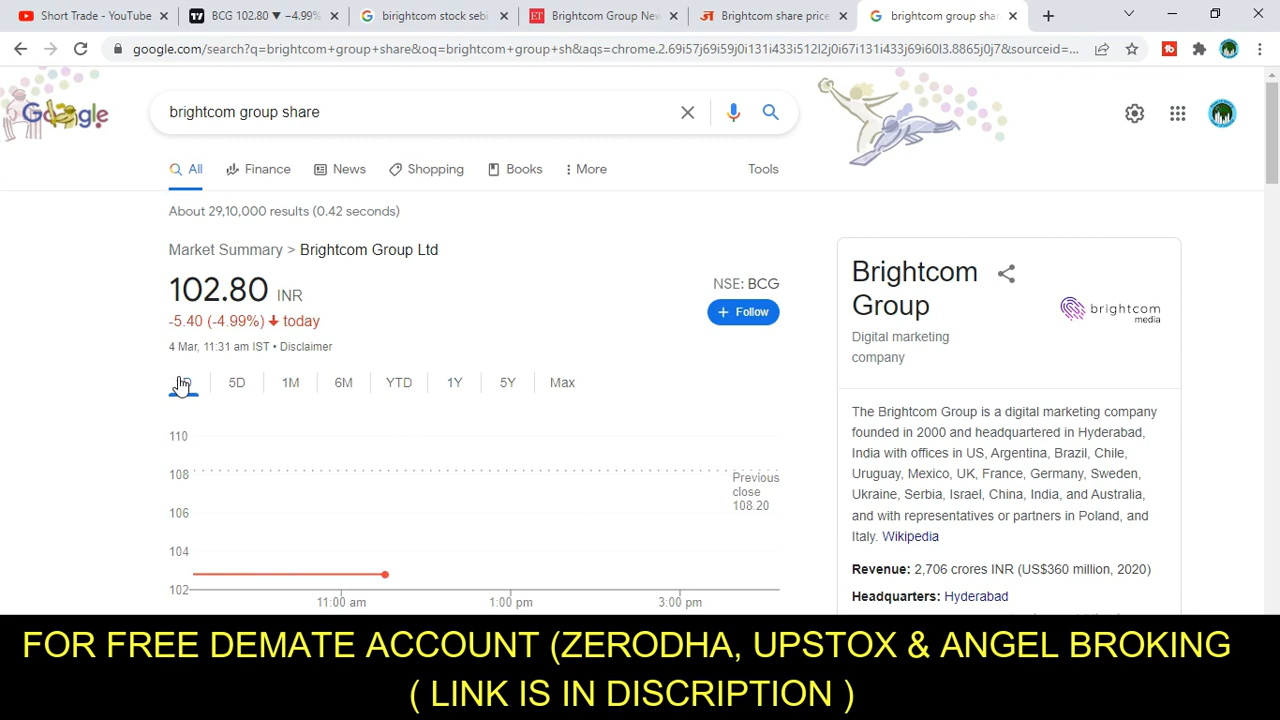 Short Trade - YouTube
BCG 102.80 ▼ −4.99%
birightcom stock sebi
ET Brightcom Group New
Brightcom share price
brightcom group sha
google.com/search?q=brightcom+group+share&oq=brightcom+group+sh&aqs=chrome.2.69i57j69i59j0i131i433i512l2j0i67i131i433j69i60l3.8865j0j7&sourceid=...
Google
brightcom group share
All
Finance
News
Shopping
Books
More
Tools
About 29,10,000 results (0.42 seconds)
Market Summary > Brightcom Group Ltd
102.80 INR
NSE: BCG
-5.40 (-4.99%) today
+ Follow
4 Mar, 11:31 am IST • Disclaimer
5D
1M
6M
YTD
1Y
5Y
Max
110
108
106
104
102
Previous
close
108.20
11:00 am
1:00 pm
3:00 pm
Brightcom
Group
brightcom
media
Digital marketing
company
The Brightcom Group is a digital marketing company
founded in 2000 and headquartered in Hyderabad,
India with offices in US, Argentina, Brazil, Chile,
Uruguay, Mexico, UK, France, Germany, Sweden,
Ukraine, Serbia, Israel, China, India, and Australia,
and with representatives or partners in Poland, and
Italy. Wikipedia
Revenue: 2,706 crores INR (US$360 million, 2020)
Headquarters: Hyderabad
FOR FREE DEMATE ACCOUNT (ZERODHA, UPSTOX & ANGEL BROKING
( LINK IS IN DISCRIPTION )